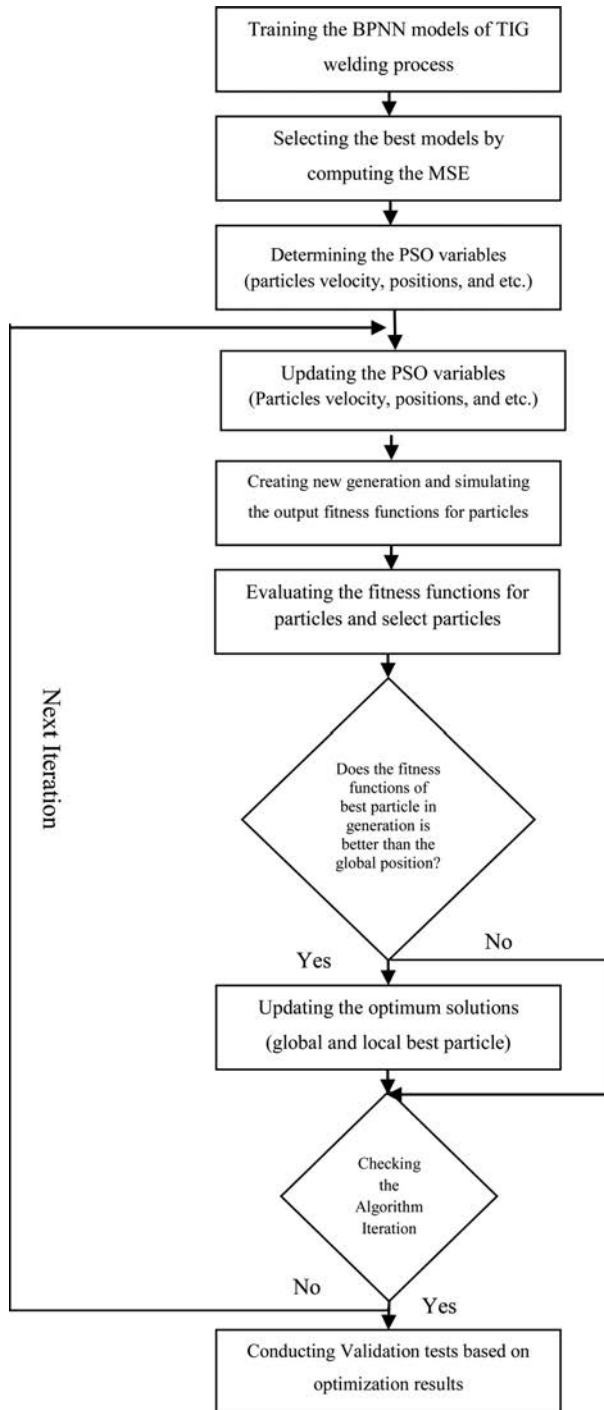 Training the BPNN models of TIG
welding process
Selecting the best models by
computing the MSE
Determining the PSO variables
(particles velocity, positions, and etc.)
Updating the PSO variables
(Particles velocity, positions, and etc.)
Creating new generation and simulating
the output fitness functions for particles
Evaluating the fitness functions for
particles and select particles
Next Iteration
Does the fitness
functions of
best particle in
generation is
better than the
global position?
No
Yes
Updating the optimum solutions
(global and local best particle)
Checking
the
Algorithm
Iteration
No
Yes
Conducting Validation tests based on
optimization results